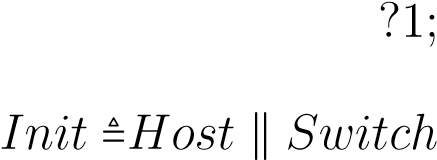 ?1;
Init ≜Host ∥ Switch